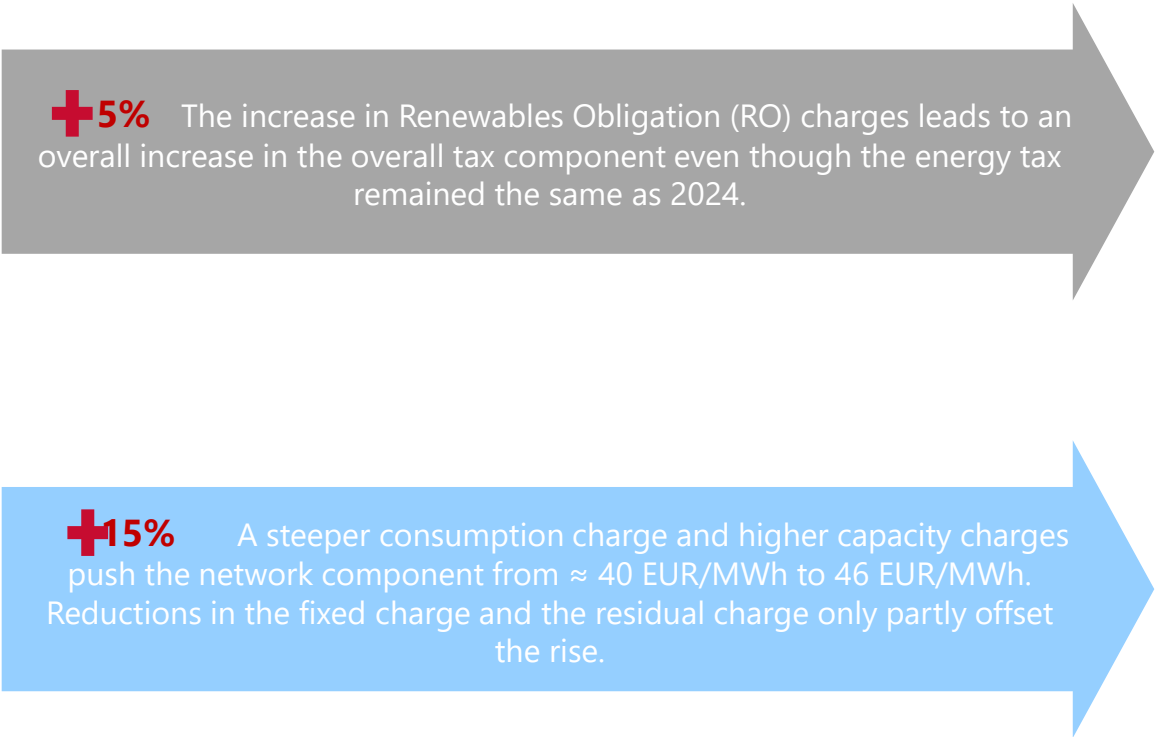 +5% The increase in Renewables Obligation (RO) charges leads to an
overall increase in the overall tax component even though the energy tax
remained the same as 2024.
+15% A steeper consumption charge and higher capacity charges
push the network component from ≈ 40 EUR/MWh to 46 EUR/MWh.
Reductions in the fixed charge and the residual charge only partly offset
the rise.